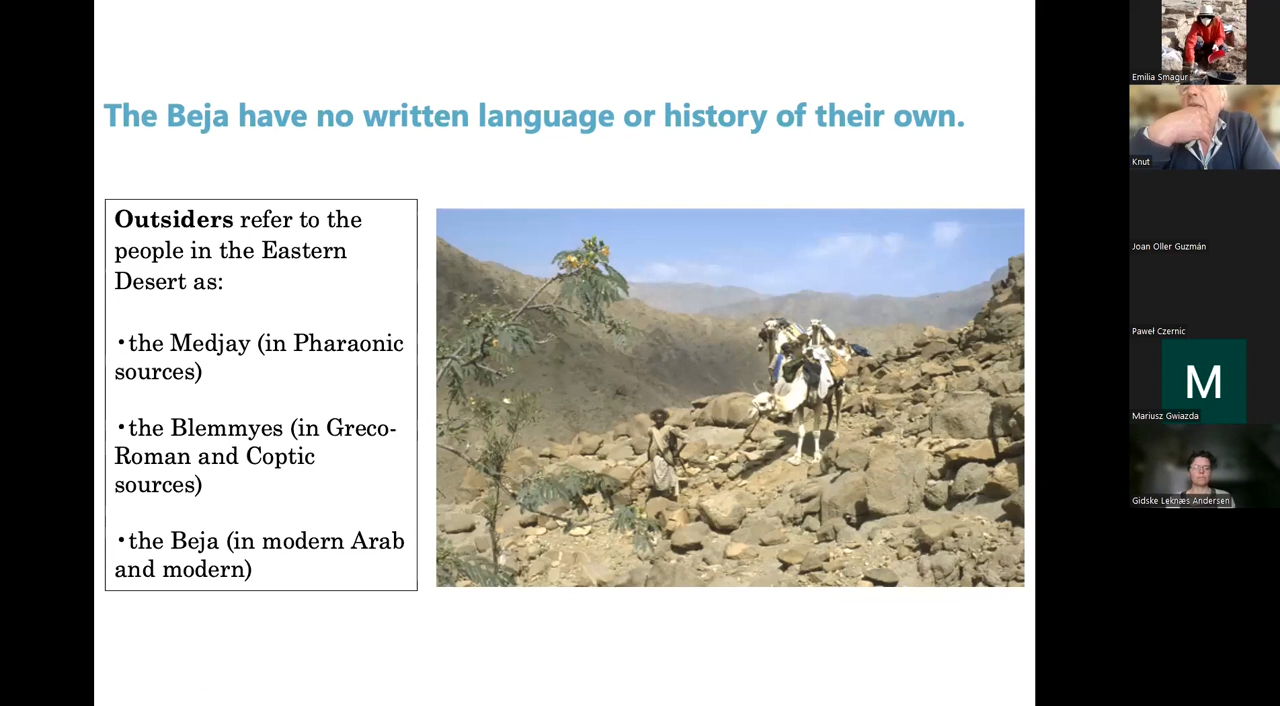 The Beja have no written language or history of their own.
Outsiders refer to the
people in the Eastern
Desert as:
•the Medjay (in Pharaonic
sources)
•the Blemmyes (in Greco-
Roman and Coptic
sources)
•the Beja (in modern Arab
and modern)
Emilia Smagur
Knut
Joan Oller Guzmán
Paweł Czernic
M
Mariusz Gwiazda
Gidske Leknæs Andersen